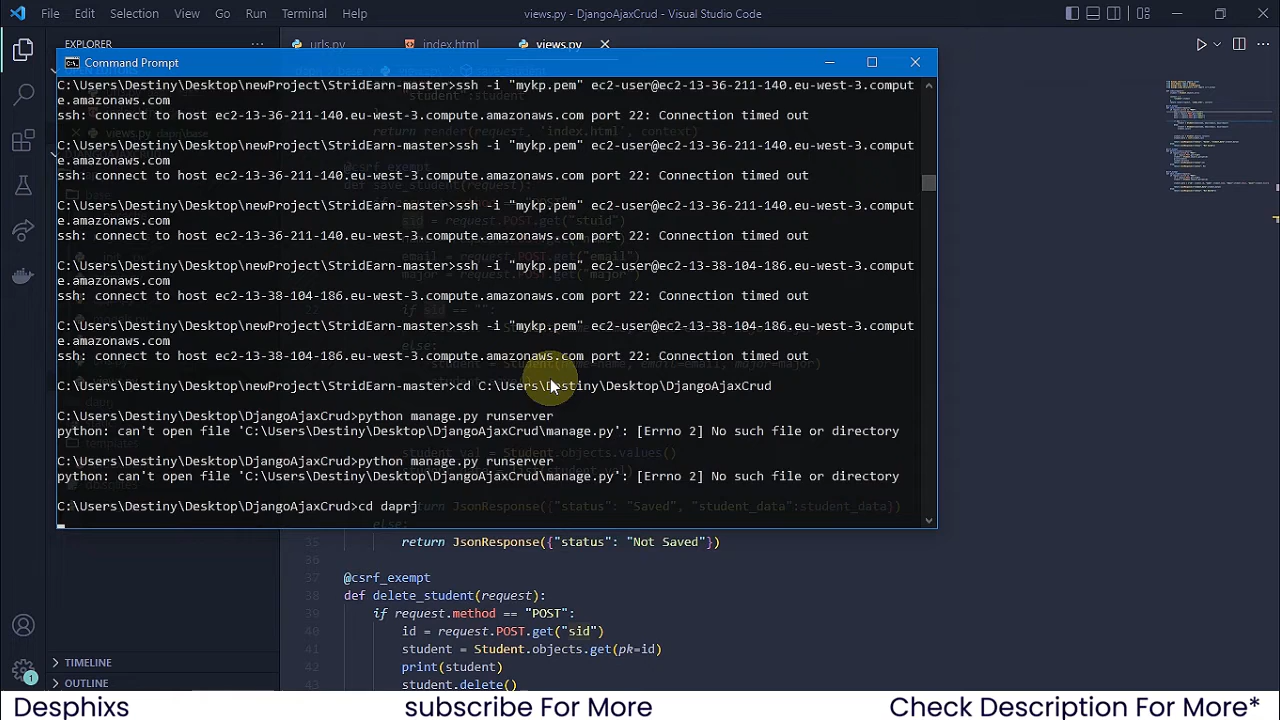 File Edit Selection View Go Run Terminal Help views.py - DjangoAjaxCrud - Visual Studio Code
EXPLORER
urls.py index.html views.py
Command Prompt
C:\Users\Destiny\Desktop\newProject\StridEarn-master>ssh -i "mykp.pem" ec2-user@ec2-13-36-211-140.eu-west-3.comput
e.amazonaws.com
ssh: connect to host ec2-13-36-211-140.eu-west-3.compute.amazonaws.com port 22: Connection timed out
C:\Users\Destiny\Desktop\newProject\StridEarn-master>ssh -i "mykp.pem" ec2-user@ec2-13-36-211-140.eu-west-3.comput
e.amazonaws.com
ssh: connect to host ec2-13-36-211-140.eu-west-3.compute.amazonaws.com port 22: Connection timed out
C:\Users\Destiny\Desktop\newProject\StridEarn-master>ssh -i "mykp.pem" ec2-user@ec2-13-36-211-140.eu-west-3.comput
e.amazonaws.com
ssh: connect to host ec2-13-36-211-140.eu-west-3.compute.amazonaws.com port 22: Connection timed out
C:\Users\Destiny\Desktop\newProject\StridEarn-master>ssh -i "mykp.pem" ec2-user@ec2-13-38-104-186.eu-west-3.comput
e.amazonaws.com
ssh: connect to host ec2-13-38-104-186.eu-west-3.compute.amazonaws.com port 22: Connection timed out
C:\Users\Destiny\Desktop\newProject\StridEarn-master>ssh -i "mykp.pem" ec2-user@ec2-13-38-104-186.eu-west-3.comput
e.amazonaws.com
ssh: connect to host ec2-13-38-104-186.eu-west-3.compute.amazonaws.com port 22: Connection timed out
C:\Users\Destiny\Desktop\newProject\StridEarn-master>cd C:\Users\Destiny\Desktop\DjangoAjaxCrud
C:\Users\Destiny\Desktop\DjangoAjaxCrud>python manage.py runserver
python: can't open file 'C:\Users\Destiny\Desktop\DjangoAjaxCrud\manage.py': [Errno 2] No such file or directory
C:\Users\Destiny\Desktop\DjangoAjaxCrud>python manage.py runserver
python: can't open file 'C:\Users\Destiny\Desktop\DjangoAjaxCrud\manage.py': [Errno 2] No such file or directory
C:\Users\Destiny\Desktop\DjangoAjaxCrud>cd daprj
return JsonResponse({"status": "Saved", "student_data":student_data})
else:
35 return JsonResponse({"status": "Not Saved"})
36
37 @csrf_exempt
38 def delete_student(request):
39 if request.method == "POST":
40 id = request.POST.get("sid")
41 student = Student.objects.get(pk=id)
42 print(student)
43 student.delete()
TIMELINE
OUTLINE
1
Desphixs subscribe For More Check Description For More*